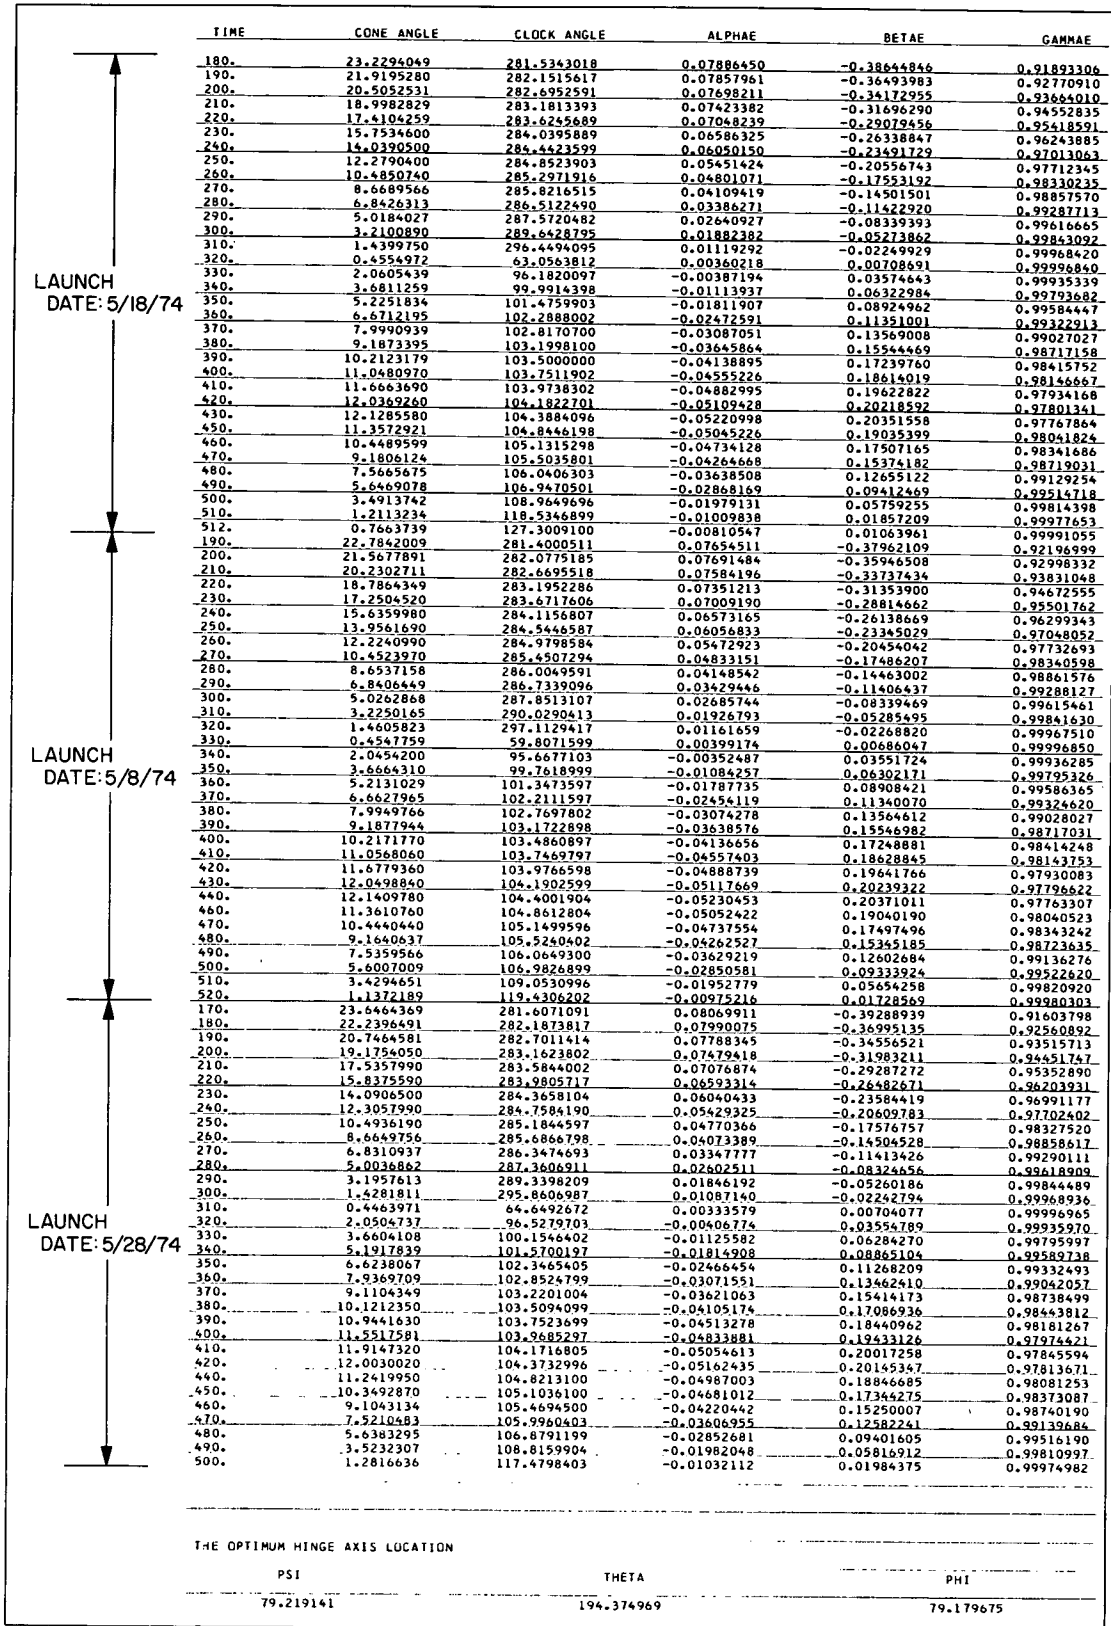 TIME CONE ANGLE CLOCK ANGLE ALPHAE BETAE GAMMAE
180. 23.2294049 281.5343018 0.07886450 -0.38644846 0.91893306
190. 21.9195280 282.1515617 0.07857961 -0.36493983 0.92770910
200. 20.5052531 282.6952591 0.07698211 -0.34172955 0.93664010
210. 18.9982829 283.1813393 0.07423382 -0.31696290 0.94552835
220. 17.4104259 283.6245689 0.07048239 -0.29079456 0.95418591
230. 15.7534600 284.0395889 0.06586325 -0.26338847 0.96243885
240. 14.0390500 284.4423599 0.06050150 -0.23491729 0.97013063
250. 12.2790400 284.8523903 0.05451424 -0.20556743 0.97712345
260. 10.4850740 285.2971916 0.04801071 -0.17553192 0.98330235
270. 8.6689566 285.8216515 0.04109419 -0.14501501 0.98857570
280. 6.8426313 286.5122490 0.03386271 -0.11422920 0.99287713
290. 5.0184027 287.5720482 0.02640927 -0.08339393 0.99616665
300. 3.2100890 289.6428795 0.01882382 -0.05273862 0.99843092
310. 1.4399750 296.4494095 0.01119292 -0.02249929 0.99968420
320. 0.4554972 63.0563812 0.00360218 0.00708691 0.99996840
330. 2.0605439 96.1820097 -0.00387194 0.03574643 0.99935339
340. 3.6811259 99.9914398 -0.01113937 0.06322984 0.99793682
350. 5.2251834 101.4759903 -0.01811907 0.08924962 0.99584447
360. 6.6712195 102.2888002 -0.02472591 0.11351001 0.99322913
370. 7.9990939 102.8170700 -0.03087051 0.13569008 0.99027027
380. 9.1873395 103.1998100 -0.03645864 0.15544469 0.98717158
390. 10.2123179 103.5000000 -0.04138895 0.17239760 0.98415752
400. 11.0480970 103.7511902 -0.04555226 0.18614019 0.98146667
410. 11.6663690 103.9738302 -0.04882995 0.19622822 0.97934168
420. 12.0369260 104.1822701 -0.05109428 0.20218592 0.97801341
430. 12.1285580 104.3884096 -0.05220998 0.20351558 0.97767864
450. 11.3572921 104.8446198 -0.05045226 0.19035399 0.98041824
460. 10.4489599 105.1315298 -0.04734128 0.17507165 0.98341686
470. 9.1806124 105.5035801 -0.04264668 0.15374182 0.98719031
480. 7.5665675 106.0406303 -0.03638508 0.12655122 0.99129254
490. 5.6469078 106.9470501 -0.02868169 0.09412469 0.99514718
500. 3.4913742 108.9649696 -0.01979131 0.05759255 0.99814398
510. 1.2113234 118.5346899 -0.01009838 0.01857209 0.99977653
512. 0.7663739 127.3009100 -0.00810547 0.01063961 0.99991055
LAUNCH
DATE: 5/18/74
190. 22.7842009 281.4000511 0.07654511 -0.37962109 0.92196999
200. 21.5677891 282.0775185 0.07691484 -0.35946508 0.92998332
210. 20.2302711 282.6695518 0.07584196 -0.33737434 0.93831048
220. 18.7864349 283.1952286 0.07351213 -0.31353900 0.94672555
230. 17.2504520 283.6717606 0.07009190 -0.28814662 0.95501762
240. 15.6359980 284.1156807 0.06573165 -0.26138669 0.96299343
250. 13.9561690 284.5446587 0.06056833 -0.23345029 0.97048052
260. 12.2240990 284.9798584 0.05472923 -0.20454042 0.97732693
270. 10.4523970 285.4507294 0.04833151 -0.17486207 0.98340598
280. 8.6537158 286.0049591 0.04148542 -0.14463002 0.98861576
290. 6.8406449 286.7339096 0.03429446 -0.11406437 0.99288127
300. 5.0262868 287.8513107 0.02685744 -0.08339469 0.99615461
310. 3.2250165 290.0290413 0.01926793 -0.05285495 0.99841630
320. 1.4605823 297.1129417 0.01161659 -0.02268820 0.99967510
330. 0.4547759 59.8071599 0.00399174 0.00686047 0.99996850
340. 2.0454200 95.6677103 -0.00352487 0.03551724 0.99936285
350. 3.6664310 99.7618999 -0.01084257 0.06302171 0.99795326
360. 5.2131029 101.3473597 -0.01787735 0.08908421 0.99586365
370. 6.6627965 102.2111597 -0.02454119 0.11340070 0.99324620
380. 7.9949766 102.7697802 -0.03074278 0.13564612 0.99028027
390. 9.1877944 103.1722898 -0.03638576 0.15546982 0.98717031
400. 10.2171770 103.4860897 -0.04136656 0.17248881 0.98414248
410. 11.0568060 103.7469797 -0.04557403 0.18628845 0.98143753
420. 11.6779360 103.9766598 -0.04888739 0.19641766 0.97930083
430. 12.0498840 104.1902599 -0.05117669 0.20239322 0.97796622
440. 12.1409780 104.4001904 -0.05230453 0.20371011 0.97763307
460. 11.3610760 104.8612804 -0.05052422 0.19040190 0.98040523
470. 10.4440440 105.1499596 -0.04737554 0.17497496 0.98343242
480. 9.1640637 105.5240402 -0.04262527 0.15345185 0.98723635
490. 7.5359566 106.0649300 -0.03629219 0.12602684 0.99136276
500. 5.6007009 106.9826899 -0.02850581 0.09333924 0.99522620
510. 3.4294651 109.0530996 -0.01952779 0.05654258 0.99820920
520. 1.1372189 119.4306202 -0.00975216 0.01728569 0.99980303
LAUNCH
DATE: 5/8/74
170. 23.6464369 281.6071091 0.08069911 -0.39288939 0.91603798
180. 22.2396491 282.1873817 0.07990075 -0.36995135 0.92560892
190. 20.7464581 282.7011414 0.07788345 -0.34556521 0.93515713
200. 19.1754050 283.1623802 0.07479418 -0.31983211 0.94451747
210. 17.5357990 283.5844002 0.07076874 -0.29287272 0.95352890
220. 15.8375590 283.9805717 0.06593314 -0.26482671 0.96203931
230. 14.0906500 284.3658104 0.06040433 -0.23584419 0.96991177
240. 12.3057990 284.7584190 0.05429325 -0.20609783 0.97702402
250. 10.4936190 285.1844597 0.04770366 -0.17576757 0.98327520
260. 8.6649756 285.6866798 0.04073389 -0.14504528 0.98858617
270. 6.8310937 286.3474693 0.03347777 -0.11413426 0.99290111
280. 5.0036862 287.3606911 0.02602511 -0.08324656 0.99618909
290. 3.1957613 289.3398209 0.01846192 -0.05260186 0.99844489
300. 1.4281811 295.8606987 0.01087140 -0.02242794 0.99968936
310. 0.4463971 64.6492672 0.00333579 0.00704077 0.99996965
320. 2.0504737 96.5279703 -0.00406774 0.03554789 0.99935970
330. 3.6604108 100.1546402 -0.01125582 0.06284270 0.99795997
340. 5.1917839 101.5700197 -0.01814908 0.08865104 0.99589738
350. 6.6238067 102.3465405 -0.02466454 0.11268209 0.99332493
360. 7.9369709 102.8524799 -0.03071551 0.13462410 0.99042057
370. 9.1104349 103.2201004 -0.03621063 0.15414173 0.98738499
380. 10.1212350 103.5094099 -0.04105174 0.17086936 0.98443812
390. 10.9441630 103.7523699 -0.04513278 0.18440962 0.98181267
400. 11.5517581 103.9685297 -0.04833881 0.19433126 0.97974421
410. 11.9147320 104.1716805 -0.05054613 0.20017258 0.97845594
420. 12.0030020 104.3732996 -0.05162435 0.20145347 0.97813671
440. 11.2419950 104.8213100 -0.04987003 0.18846685 0.98081253
450. 10.3492870 105.1036100 -0.04681012 0.17344275 0.98373087
460. 9.1043134 105.4694500 -0.04220442 0.15250007 0.98740190
470. 7.5210483 105.9960403 -0.03606955 0.12582241 0.99139684
480. 5.6383295 106.8791199 -0.02852681 0.09401605 0.99516190
490. 3.5232307 108.8159904 -0.01982048 0.05816912 0.99810997
500. 1.2816636 117.4798403 -0.01032112 0.01984375 0.99974982
LAUNCH
DATE: 5/28/74
THE OPTIMUM HINGE AXIS LOCATION
PSI THETA PHI
79.219141 194.374969 79.179675